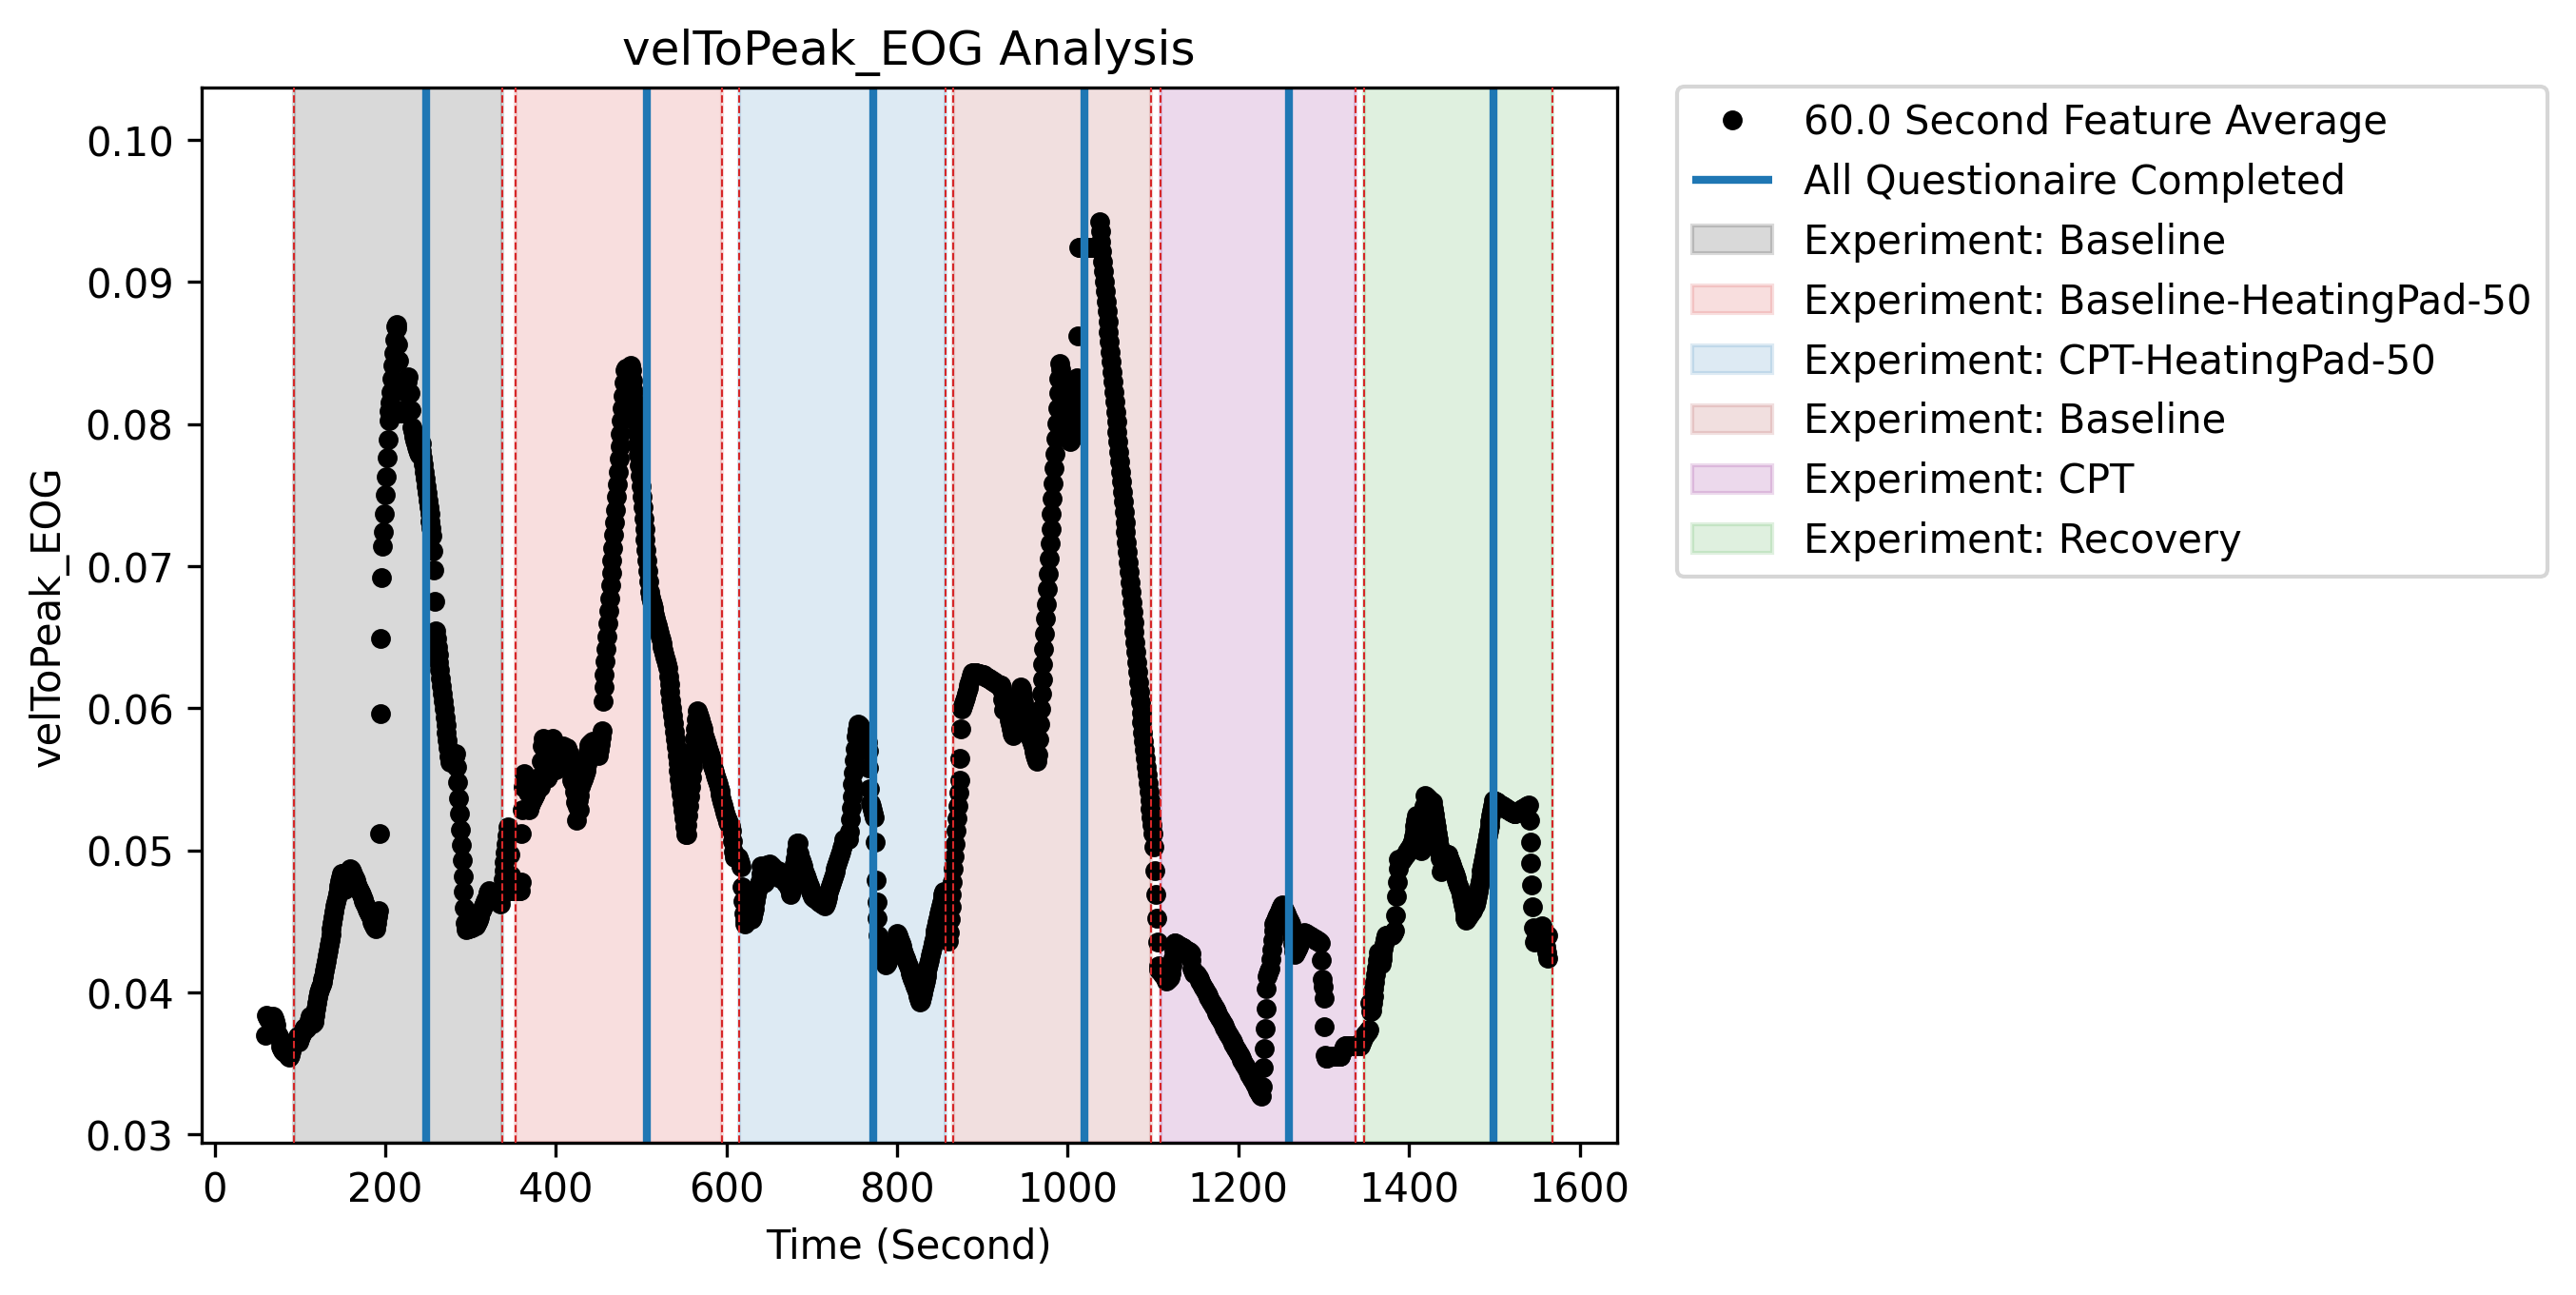 velToPeak_EOG Analysis
velToPeak_EOG
0.10
0.09
0.08
0.07
0.06
0.05
0.04
0.03
0 200 400 600 800 1000 1200 1400 1600
Time (Second)
60.0 Second Feature Average
All Questionaire Completed
Experiment: Baseline
Experiment: Baseline-HeatingPad-50
Experiment: CPT-HeatingPad-50
Experiment: Baseline
Experiment: CPT
Experiment: Recovery